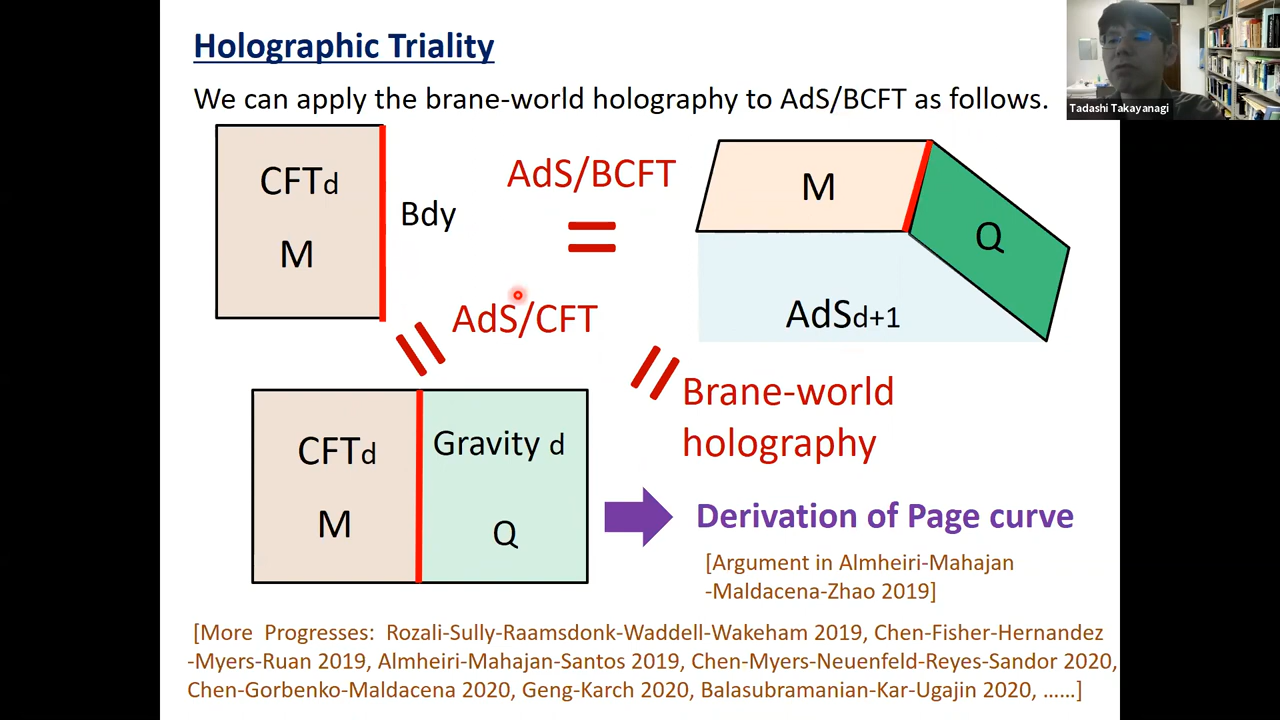 Holographic Triality
We can apply the brane-world holography to AdS/BCFT as follows.
Tadashi Takayanagi
CFTd
M
Bdy
AdS/BCFT
=
M
Q
AdSd+1
AdS/CFT
=
=
Brane-world
holography
CFTd
M
Gravity d
Q
Derivation of Page curve
[Argument in Almheiri-Mahajan
-Maldacena-Zhao 2019]
[More Progresses: Rozali-Sully-Raamsdonk-Waddell-Wakeham 2019, Chen-Fisher-Hernandez
-Myers-Ruan 2019, Almheiri-Mahajan-Santos 2019, Chen-Myers-Neuenfeld-Reyes-Sandor 2020,
Chen-Gorbenko-Maldacena 2020, Geng-Karch 2020, Balasubramanian-Kar-Ugajin 2020, ......]